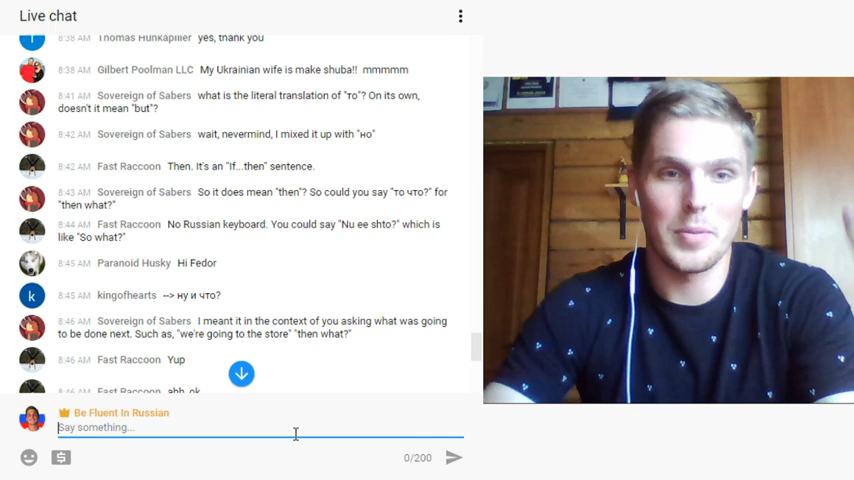 Live chat
8:38 AM Thomas Hunkapiller yes, thank you
8:38 AM Gilbert Poolman LLC My Ukrainian wife is make shuba!! mmmmm
8:41 AM Sovereign of Sabers what is the literal translation of "то"? On its own,
doesn't it mean "but"?
8:42 AM Sovereign of Sabers wait, nevermind, I mixed it up with "но"
8:42 AM Fast Raccoon Then. It's an "If...then" sentence.
8:43 AM Sovereign of Sabers So it does mean "then"? So could you say "то что?" for
"then what?"
8:44 AM Fast Raccoon No Russian keyboard. You could say "Nu ee shto?" which is
like "So what?"
8:45 AM Paranoid Husky Hi Fedor
k
8:45 AM kingofhearts --> ну и что?
8:46 AM Sovereign of Sabers I meant it in the context of you asking what was going
to be done next. Such as, "we're going to the store" "then what?"
8:46 AM Fast Raccoon Yup
8:46 AM Fast Raccoon ahh, ok
Be Fluent In Russian
Say something...
$
0/200